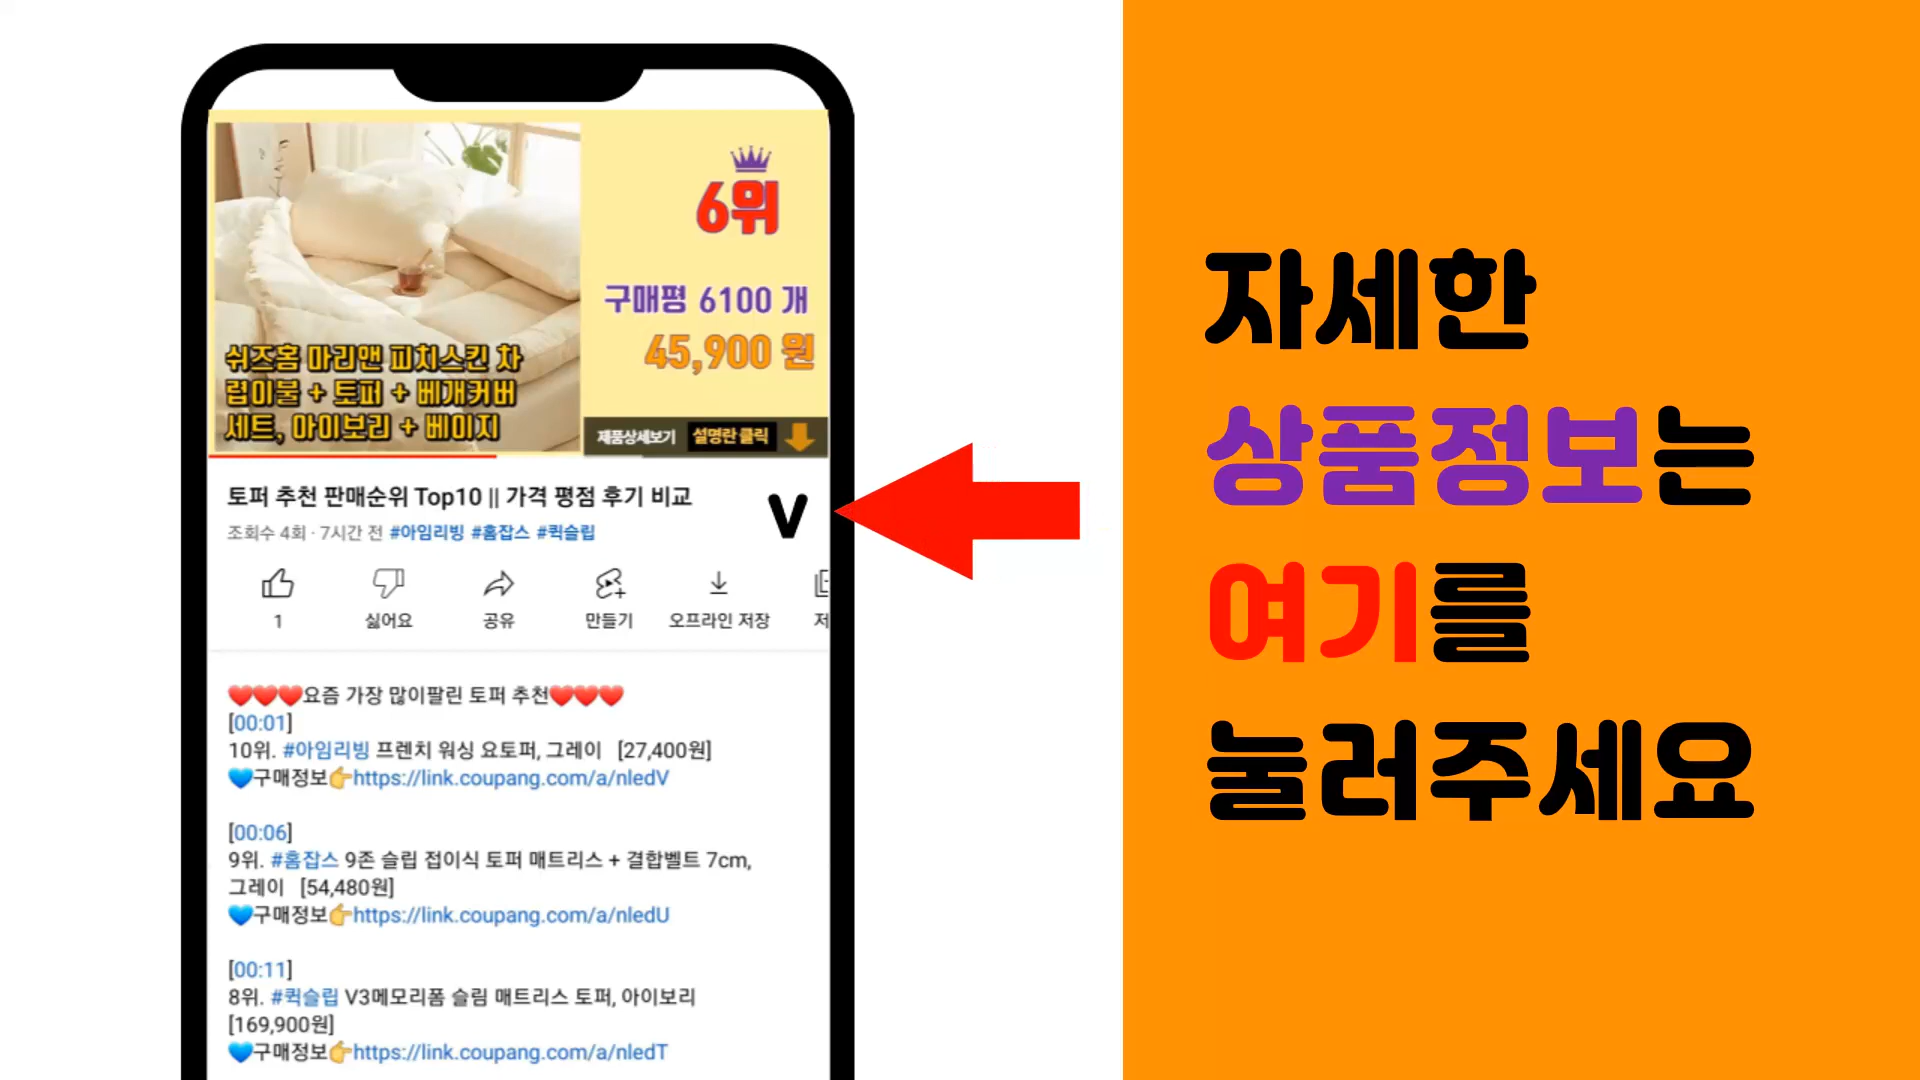 6위
구매평 6100 개
45,900 원
쉬즈홈 마리앤 피치스킨 차
렵이불 + 토퍼 + 베개커버
세트, 아이보리 + 베이지
제품상세보기 설명란 클릭
토퍼 추천 판매순위 Top10 || 가격 평점 후기 비교
V
조회수 4회 · 7시간 전 #아임리빙 #홈잡스 #퀵슬립
1 싫어요 공유 만들기 오프라인 저장 저
❤️❤️❤️요즘 가장 많이팔린 토퍼 추천❤️❤️❤️
[00:01]
10위. #아임리빙 프렌치 워싱 요토퍼, 그레이 [27,400원]
💙구매정보👉https://link.coupang.com/a/nledV
[00:06]
9위. #홈잡스 9존 슬립 접이식 토퍼 매트리스 + 결합벨트 7cm,
그레이 [54,480원]
💙구매정보👉https://link.coupang.com/a/nledU
[00:11]
8위. #퀵슬립 V3메모리폼 슬림 매트리스 토퍼, 아이보리
[169,900원]
💙구매정보👉https://link.coupang.com/a/nledT
자세한
상품정보는
여기를
눌러주세요